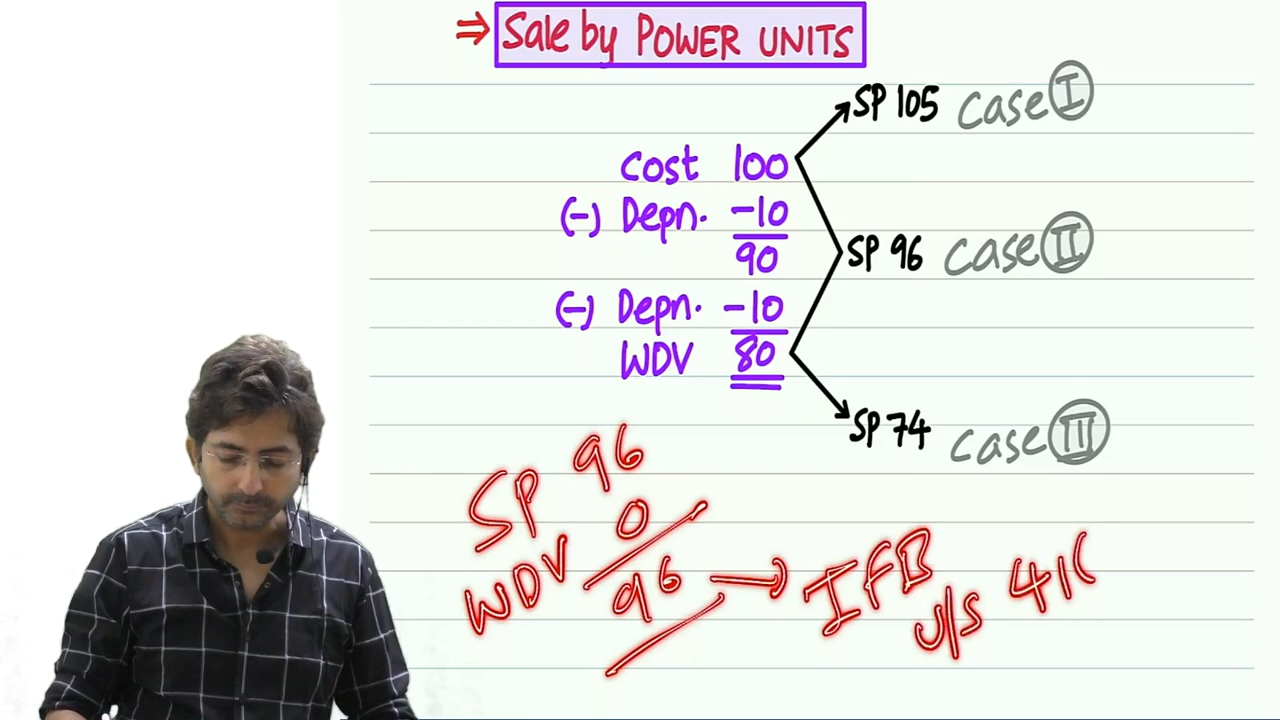 ⇒ Sale by POWER UNITS
SP 105 Case I
Cost 100
(-) Depn. -10
90
SP 96 Case II
(-) Depn. -10
WDV 80
SP 74 Case III
SP 96
WDV 0
96 → IFB
u/s 41(